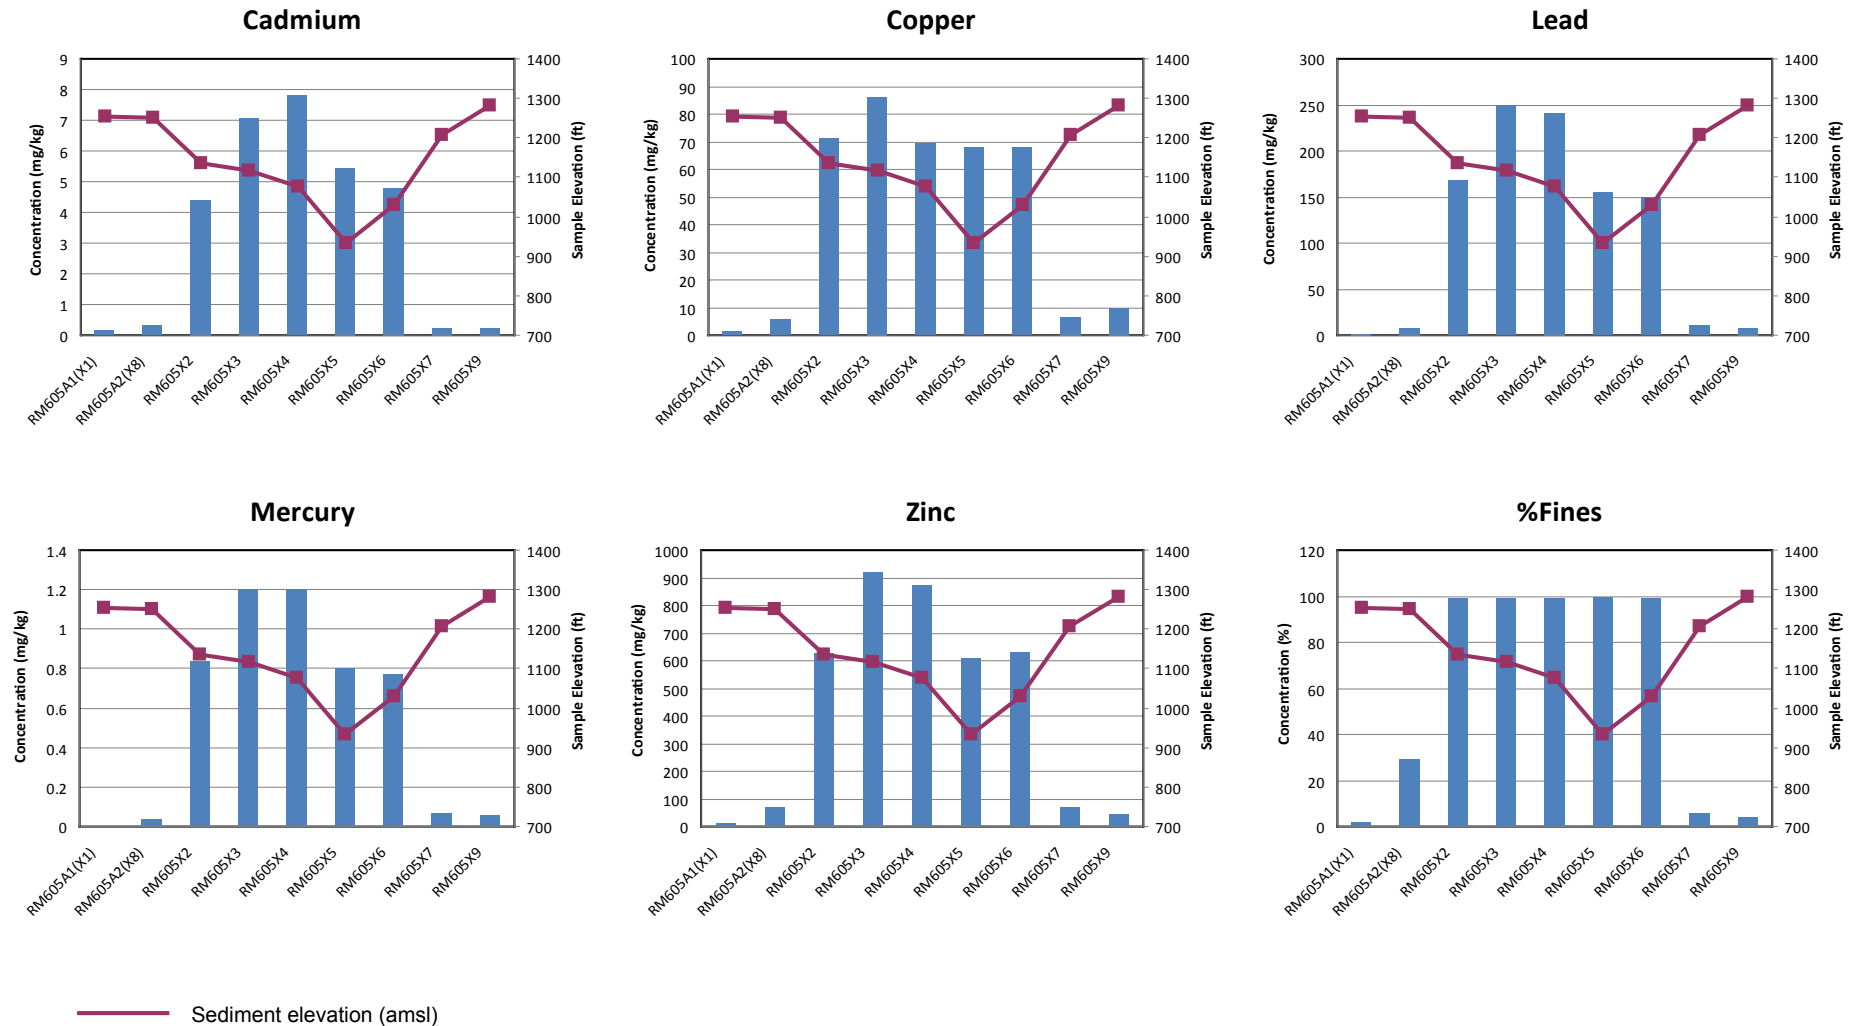 Cadmium
Copper
Lead
9
8
7
6
5
4
3
2
1
0
Concentration (mg/kg)
1400
1300
1200
1100
1000
900
800
700
Sample Elevation (ft)
RM605A1(X1)
RM605A2(X8)
RM605X2
RM605X3
RM605X4
RM605X5
RM605X6
RM605X7
RM605X9
100
90
80
70
60
50
40
30
20
10
0
Concentration (mg/kg)
1400
1300
1200
1100
1000
900
800
700
Sample Elevation (ft)
RM605A1(X1)
RM605A2(X8)
RM605X2
RM605X3
RM605X4
RM605X5
RM605X6
RM605X7
RM605X9
300
250
200
150
100
50
0
Concentration (mg/kg)
1400
1300
1200
1100
1000
900
800
700
Sample Elevation (ft)
RM605A1(X1)
RM605A2(X8)
RM605X2
RM605X3
RM605X4
RM605X5
RM605X6
RM605X7
RM605X9
Mercury
Zinc
%Fines
1.4
1.2
1
0.8
0.6
0.4
0.2
0
Concentration (mg/kg)
1400
1300
1200
1100
1000
900
800
700
Sample Elevation (ft)
RM605A1(X1)
RM605A2(X8)
RM605X2
RM605X3
RM605X4
RM605X5
RM605X6
RM605X7
RM605X9
1000
900
800
700
600
500
400
300
200
100
0
Concentration (mg/kg)
1400
1300
1200
1100
1000
900
800
700
Sample Elevation (ft)
RM605A1(X1)
RM605A2(X8)
RM605X2
RM605X3
RM605X4
RM605X5
RM605X6
RM605X7
RM605X9
120
100
80
60
40
20
0
Concentration (%)
1400
1300
1200
1100
1000
900
800
700
Sample Elevation (ft)
RM605A1(X1)
RM605A2(X8)
RM605X2
RM605X3
RM605X4
RM605X5
RM605X6
RM605X7
RM605X9
Sediment elevation (amsl)